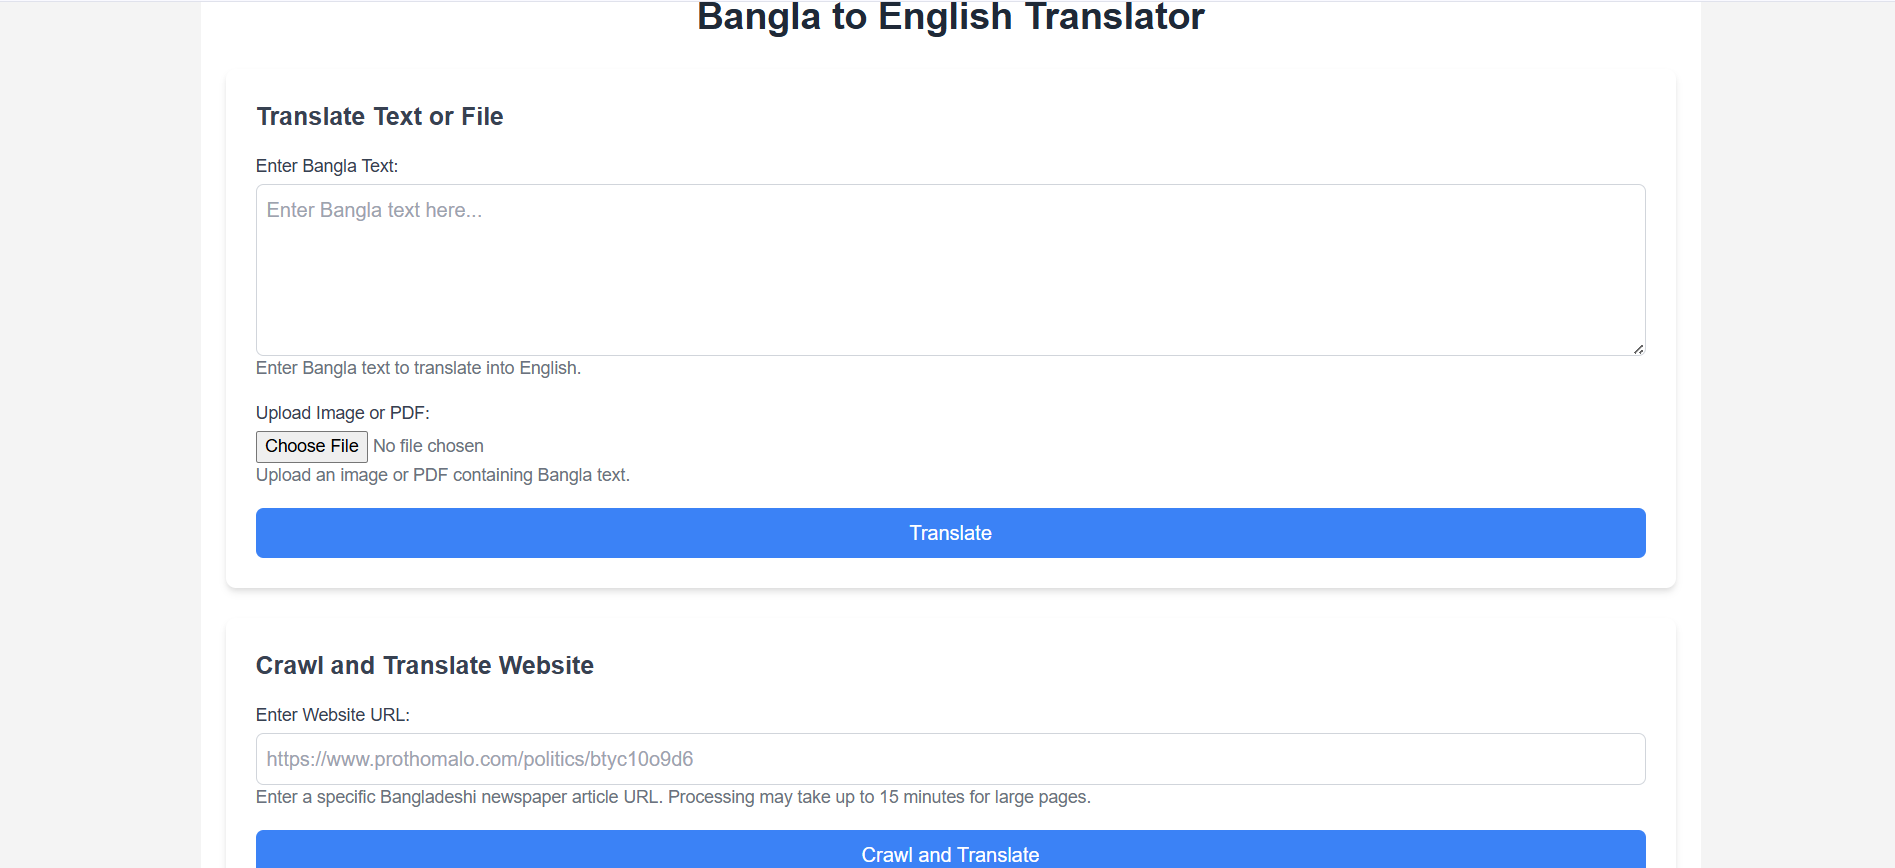 Bangla to English Translator
Translate Text or File
Enter Bangla Text:
Enter Bangla text here...
Enter Bangla text to translate into English.
Upload Image or PDF:
Choose File No file chosen
Upload an image or PDF containing Bangla text.
Translate
Crawl and Translate Website
Enter Website URL:
https://www.prothomalo.com/politics/btyc10o9d6
Enter a specific Bangladeshi newspaper article URL. Processing may take up to 15 minutes for large pages.
Crawl and Translate